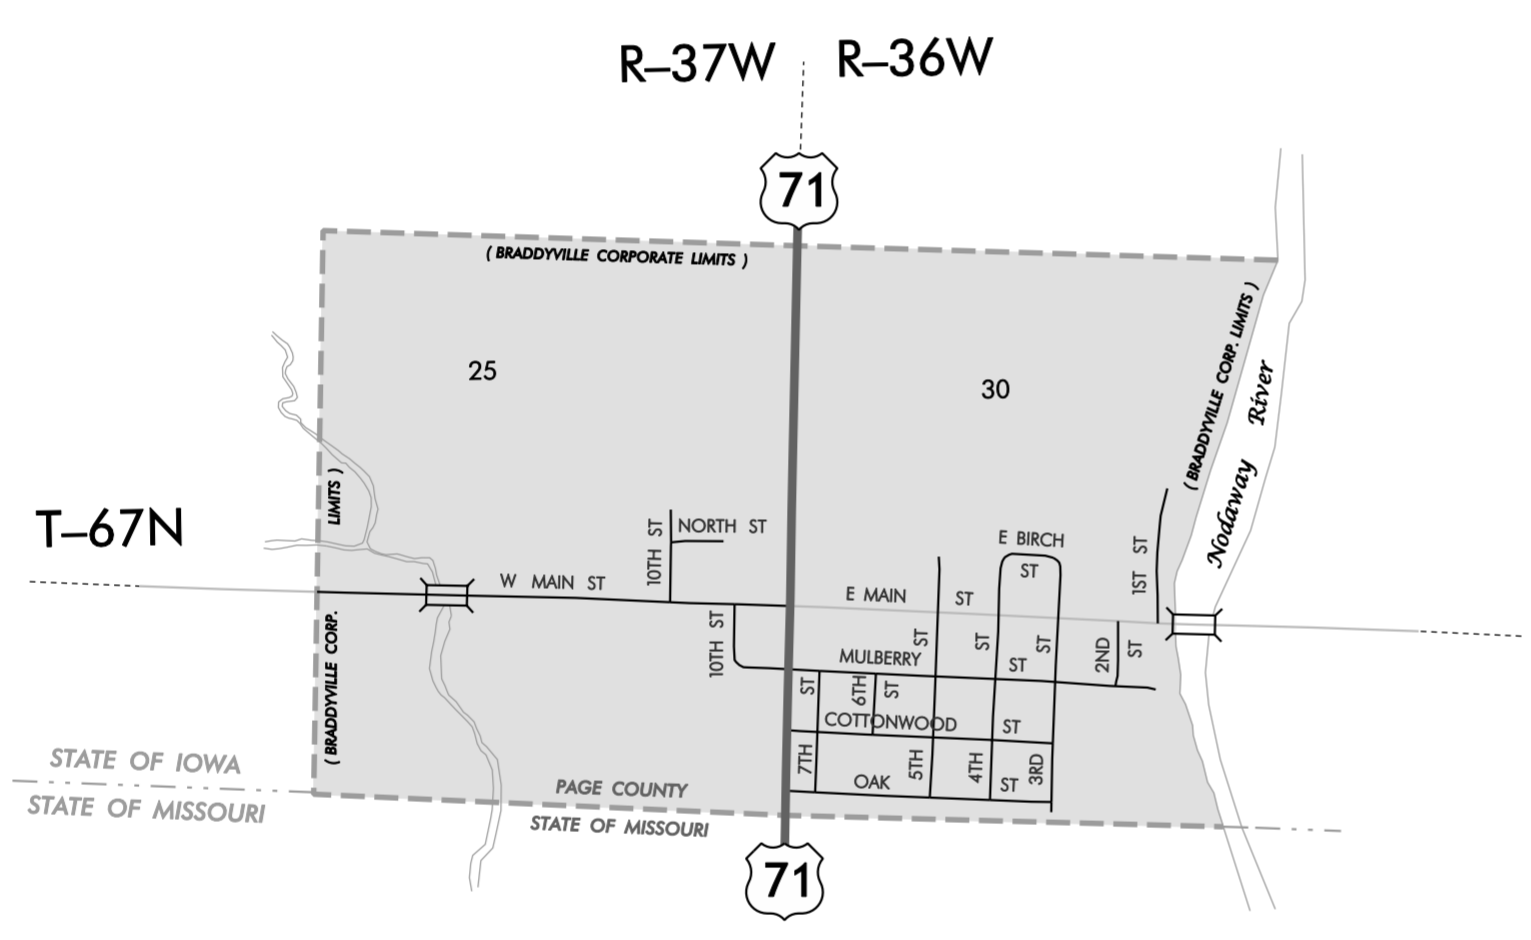 R–37W
R–36W
71
( BRADDYVILLE CORPORATE LIMITS )
( BRADDYVILLE CORP. LIMITS )
25
30
Nodaway River
T–67N
( BRADDYVILLE CORP. LIMITS )
10TH ST
NORTH ST
W MAIN ST
E MAIN ST
E BIRCH ST
1ST ST
10TH ST
MULBERRY ST
2ND ST
7TH ST
6TH ST
5TH ST
4TH ST
3RD ST
COTTONWOOD ST
OAK ST
STATE OF IOWA
STATE OF MISSOURI
PAGE COUNTY
STATE OF MISSOURI
71